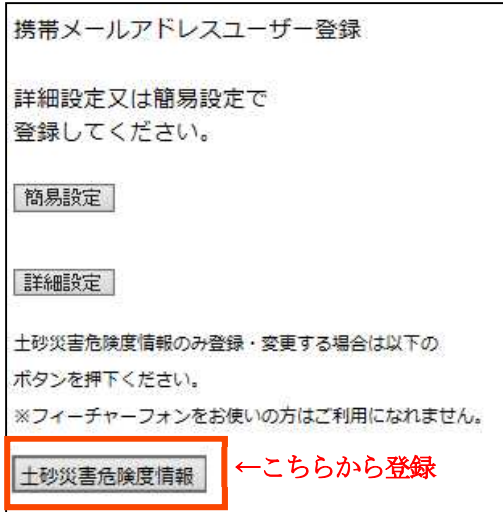 携帯メールアドレスユーザー登録
詳細設定又は簡易設定で
登録してください。
簡易設定
詳細設定
土砂災害危険度情報のみ登録・変更する場合は以下の
ボタンを押下ください。
※フィーチャーフォンをお使いの方はご利用になれません。
土砂災害危険度情報 ←こちらから登録